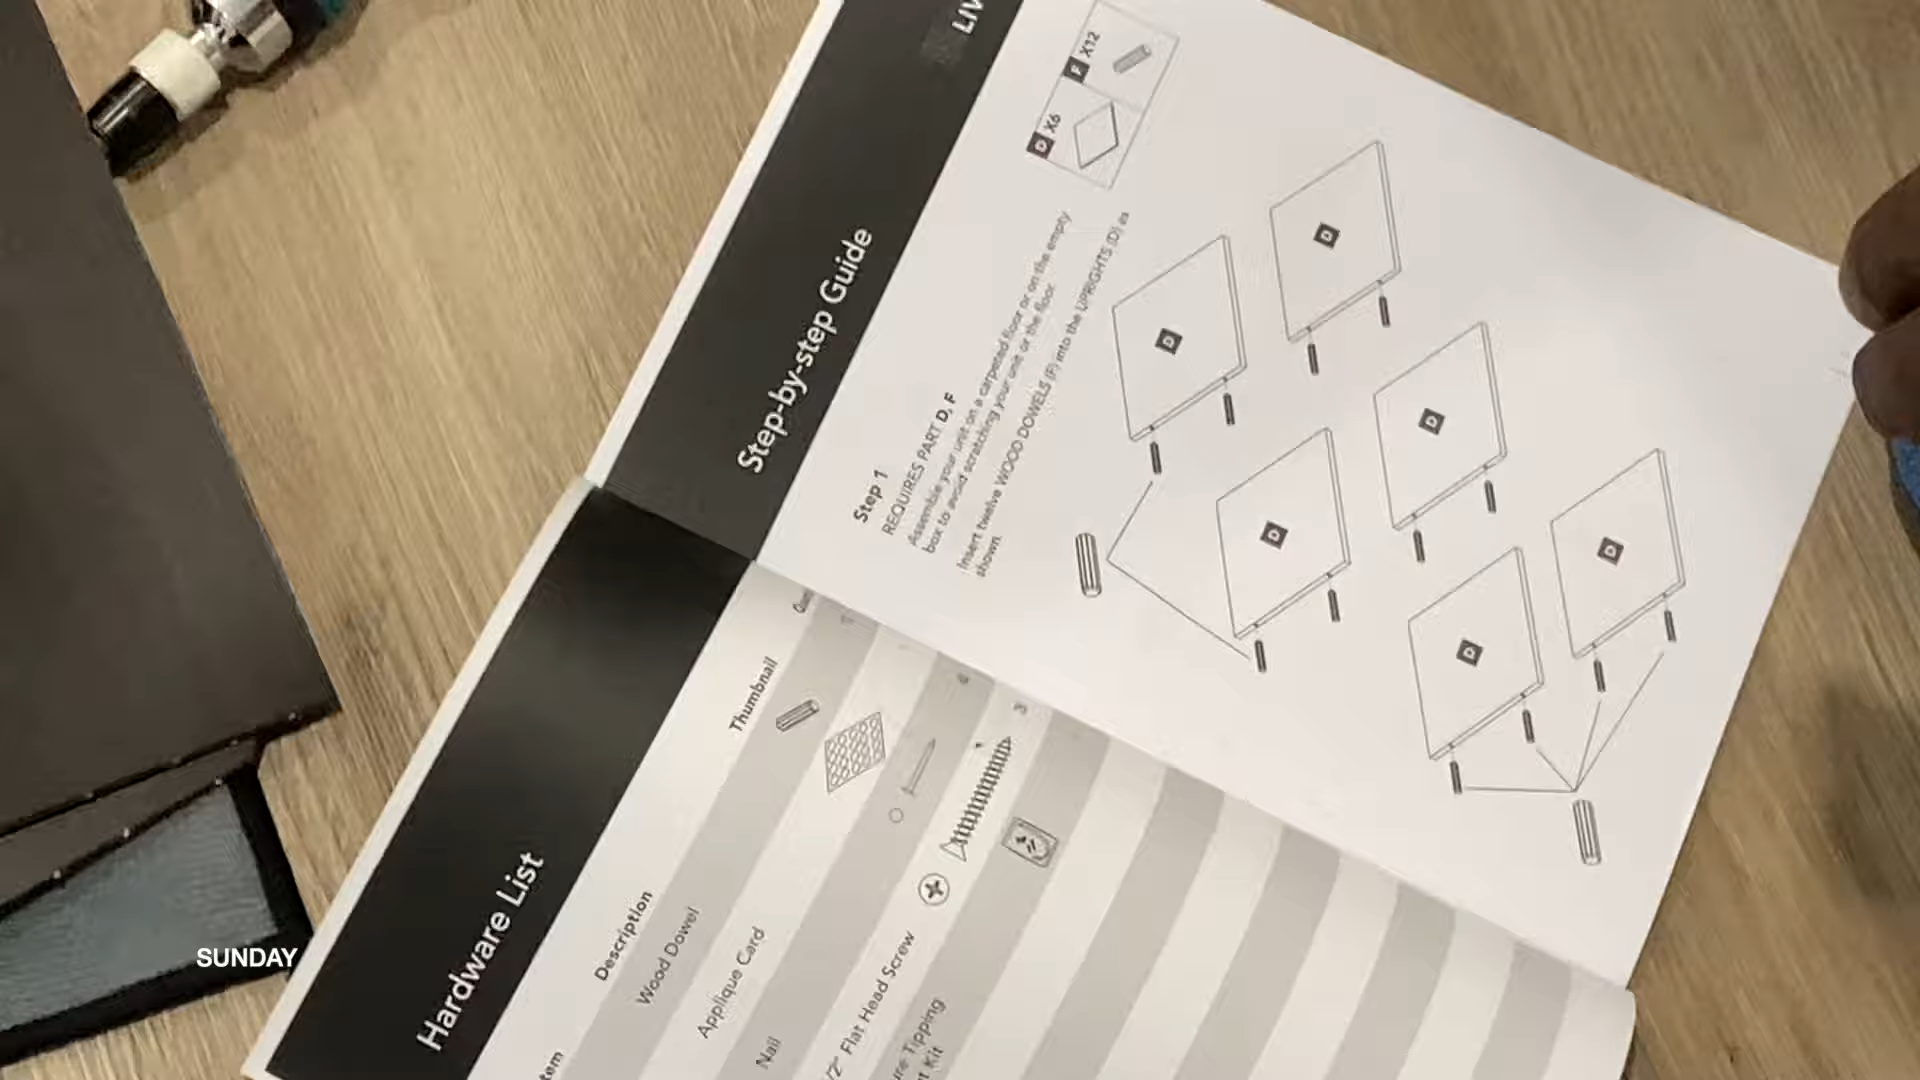 Step-by-step Guide
D X6
F X12
Step 1
REQUIRES PART D, F
Assemble your unit on a carpeted floor or on the empty
box to avoid scratching your unit or the floor.
Insert twelve WOOD DOWELS (F) into the UPRIGHTS (D) as
shown.
D
D
D
D
D
D
Hardware List
Description
Thumbnail
Wood Dowel
Applique Card
Nail
Flat Head Screw
Tipping
Kit
SUNDAY